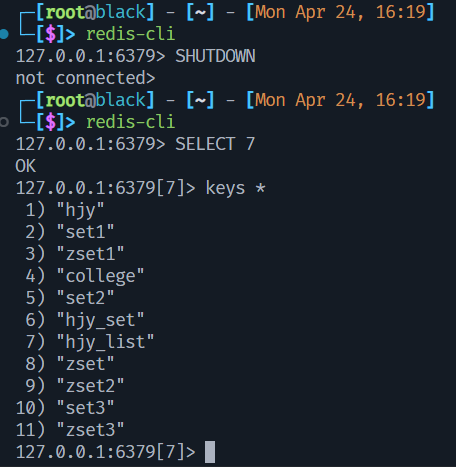 ┌─[root@black] - [~] - [Mon Apr 24, 16:19]
└─[$]> redis-cli
127.0.0.1:6379> SHUTDOWN
not connected>
┌─[root@black] - [~] - [Mon Apr 24, 16:19]
└─[$]> redis-cli
127.0.0.1:6379> SELECT 7
OK
127.0.0.1:6379[7]> keys *
 1) "hjy"
 2) "set1"
 3) "zset1"
 4) "college"
 5) "set2"
 6) "hjy_set"
 7) "hjy_list"
 8) "zset"
 9) "zset2"
10) "set3"
11) "zset3"
127.0.0.1:6379[7]>